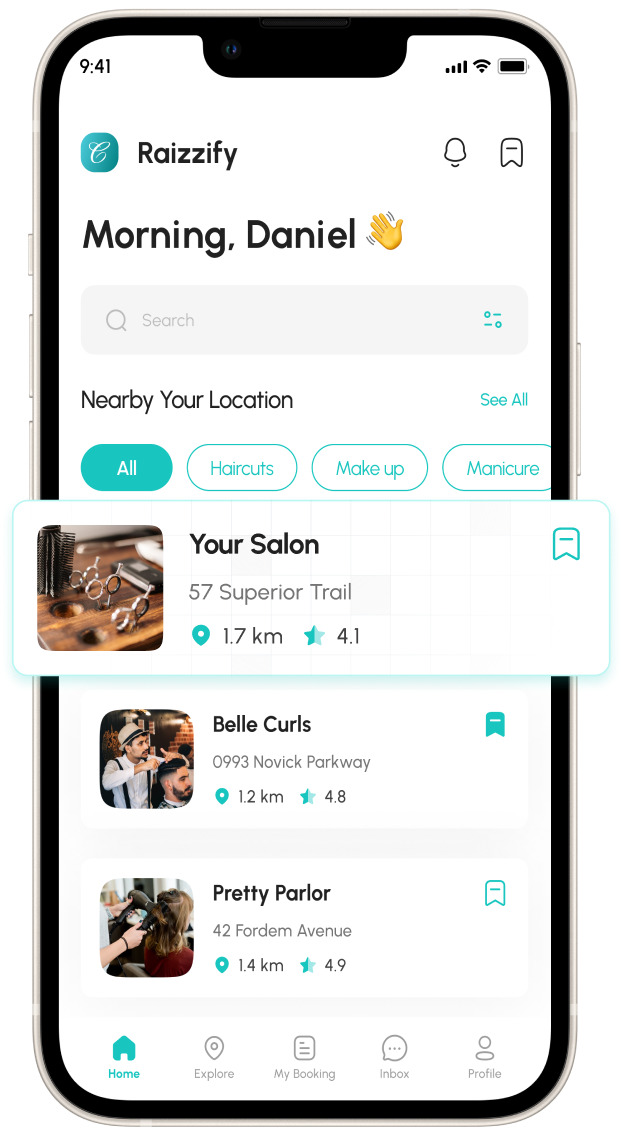 9:41
C
Raizzify
Morning, Daniel 👋
Search
Nearby Your Location
See All
All
Haircuts
Make up
Manicure
Your Salon
57 Superior Trail
1.7 km
4.1
Belle Curls
0993 Novick Parkway
1.2 km
4.8
Pretty Parlor
42 Fordem Avenue
1.4 km
4.9
Home
Explore
My Booking
Inbox
Profile